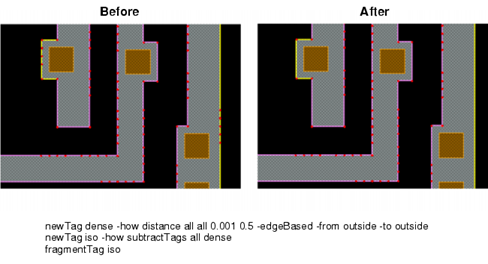 Before After
newTag dense -how distance all all 0.001 0.5 -edgeBased -from outside -to outside
newTag iso -how subtractTags all dense
fragmentTag iso